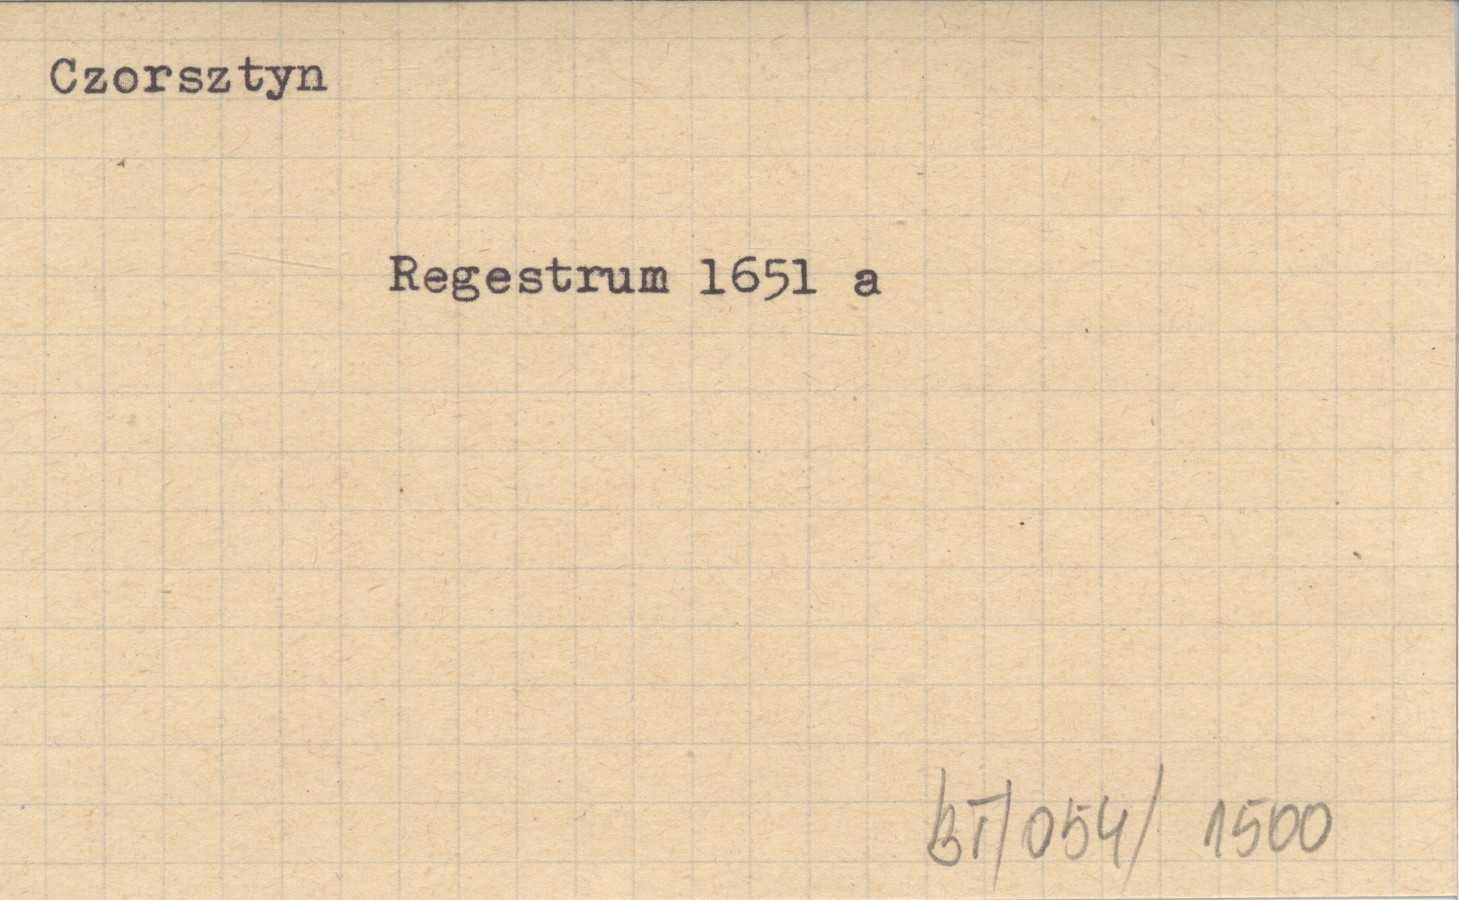 Czorsztyn
Regestrum 1651 a
BT/054/ 1500